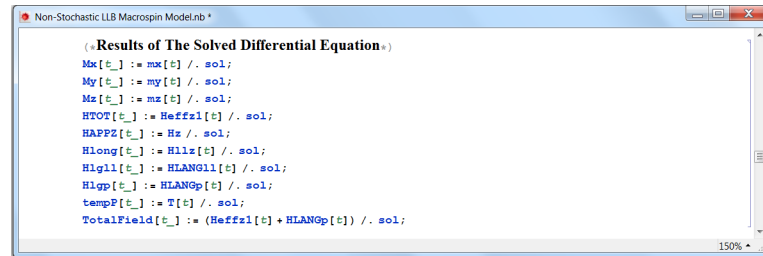 Non-Stochastic LLB Macrospin Model.nb *
(*Results of The Solved Differential Equation*)
Mx[t_] := mx[t] /. sol;
My[t_] := my[t] /. sol;
Mz[t_] := mz[t] /. sol;
HTOT[t_] := Heffz1[t] /. sol;
HAPPZ[t_] := Hz /. sol;
Hlong[t_] := Hllz[t] /. sol;
Hlgll[t_] := HLANGll[t] /. sol;
Hlgp[t_] := HLANGp[t] /. sol;
tempP[t_] := T[t] /. sol;
TotalField[t_] := (Heffz1[t] + HLANGp[t]) /. sol;
150%